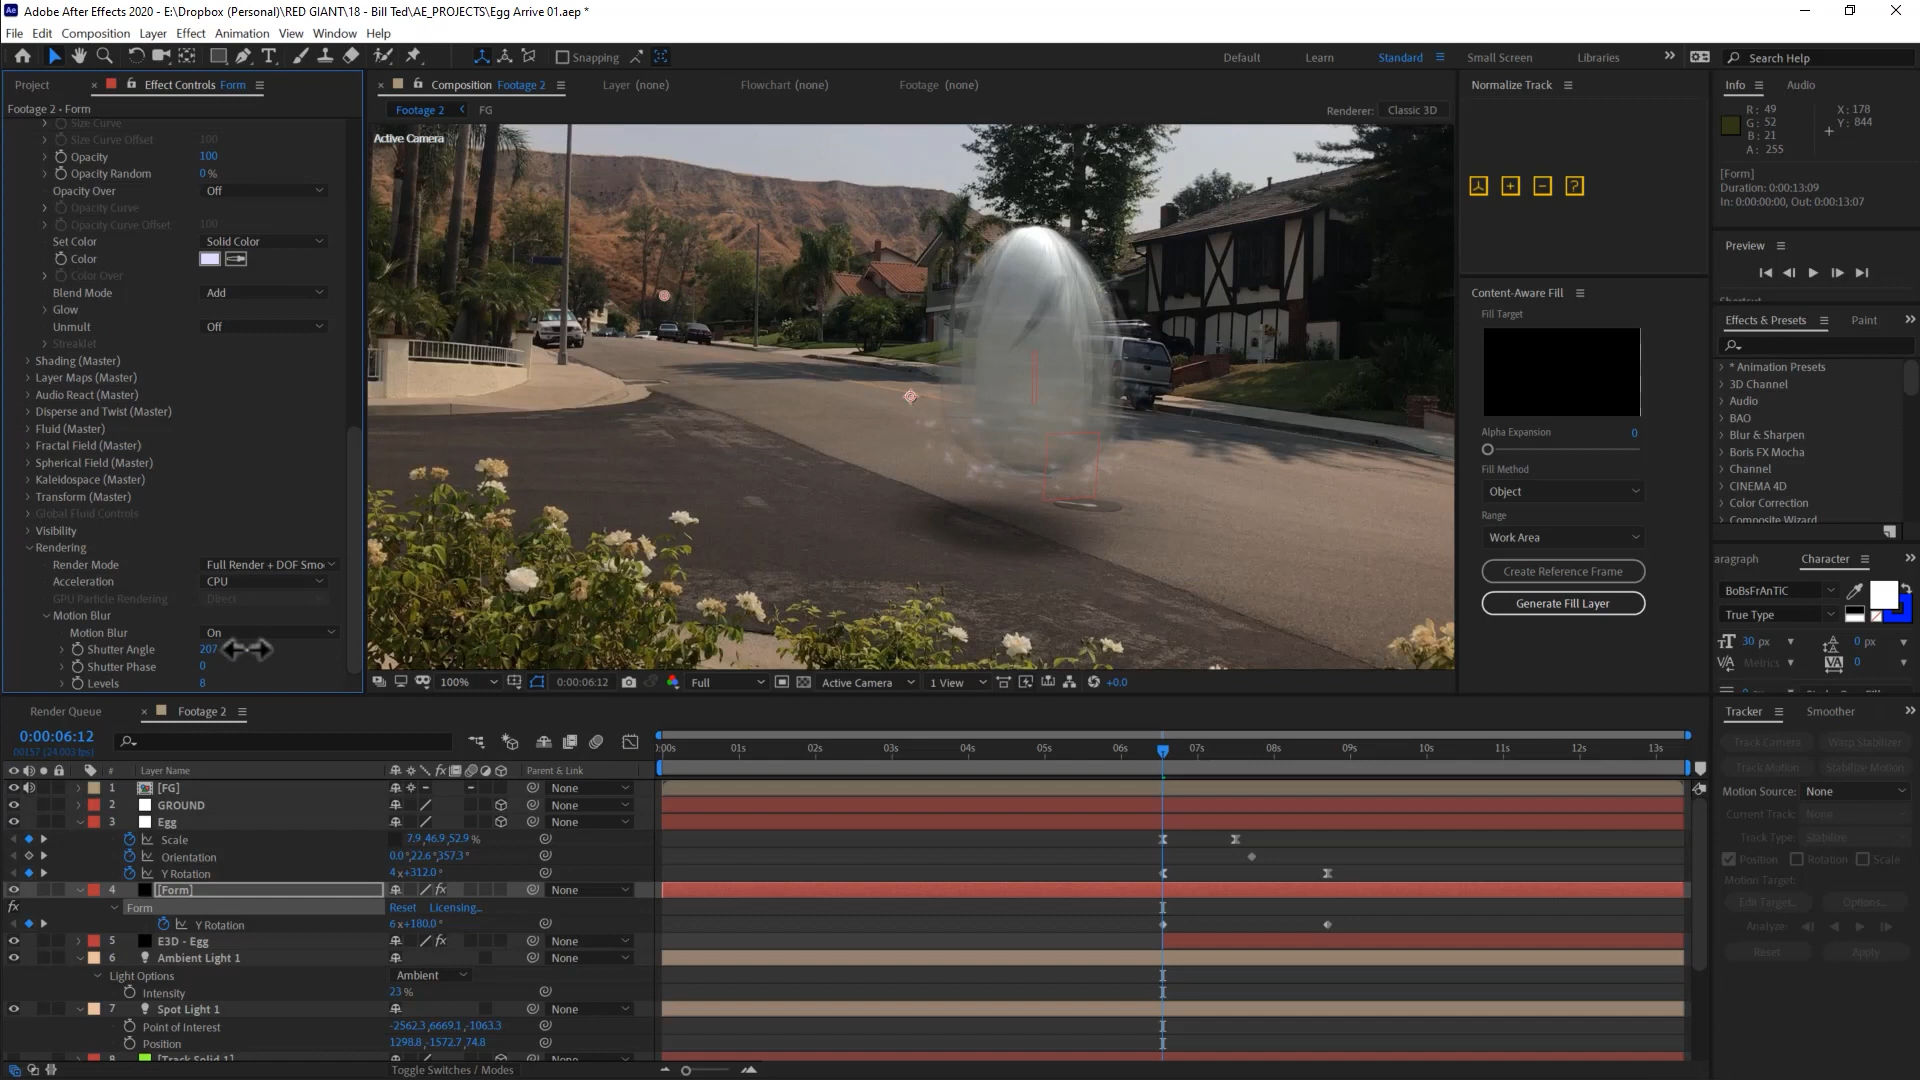 Adobe After Effects 2020 - E:\Dropbox (Personal)\RED GIANT\18 - Bill Ted\AE_PROJECTS\Egg Arrive 01.aep *
File Edit Composition Layer Effect Animation View Window Help
Snapping
Default Learn Standard Small Screen Libraries
Search Help
Project
Effect Controls Form
Footage 2 • Form
Size Curve
Size Curve Offset 100
Opacity 100
Opacity Random 0 %
Opacity Over Off
Opacity Curve
Opacity Curve Offset 100
Set Color Solid Color
Color
Color Over
Blend Mode Add
Glow
Unmult Off
Streaklet
Shading (Master)
Layer Maps (Master)
Audio React (Master)
Disperse and Twist (Master)
Fluid (Master)
Fractal Field (Master)
Spherical Field (Master)
Kaleidospace (Master)
Transform (Master)
Global Fluid Controls
Visibility
Rendering
Render Mode Full Render + DOF Smo
Acceleration CPU
GPU Particle Rendering Direct
Motion Blur
Motion Blur On
Shutter Angle 207
Shutter Phase 0
Levels 8
Composition Footage 2
Layer (none)
Flowchart (none)
Footage (none)
Footage 2 FG
Renderer: Classic 3D
Active Camera
100% 0:00:06:12 Full Active Camera 1 View +0.0
Normalize Track
Content-Aware Fill
Fill Target
Alpha Expansion 0
Fill Method
Object
Range
Work Area
Create Reference Frame
Generate Fill Layer
Info Audio
R: 49 X: 178
G: 52 Y: 844
B: 21
A: 255
[Form]
Duration: 0:00:13:09
In: 0:00:00:00, Out: 0:00:13:07
Preview
Effects & Presets Paint
* Animation Presets
3D Channel
Audio
BAO
Blur & Sharpen
Boris FX Mocha
Channel
CINEMA 4D
Color Correction
Composite Wizard
aragraph Character
BoBsFrAnTiC
True Type
30 px 0 px
Metrics 0
Render Queue Footage 2
0:00:06:12
00157 (24.003 fps)
:00s 01s 02s 03s 04s 05s 06s 07s 08s 09s 10s 11s 12s 13s
# Layer Name Parent & Link
1 [FG] None
2 GROUND None
3 Egg None
Scale 7.9,46.9,52.9 %
Orientation 0.0°,22.6°,357.3°
Y Rotation 4x+312.0°
4 [Form] None
fx Form Reset Licensing...
Y Rotation 6x+180.0°
5 E3D - Egg None
6 Ambient Light 1 None
Light Options Ambient
Intensity 23 %
7 Spot Light 1 None
Point of Interest -2562.3,6669.1,-1063.3
Position 1298.8,-1572.7,74.8
8 [Track Solid 1] None
Toggle Switches / Modes
Tracker Smoother
Track Camera Warp Stabilizer
Track Motion Stabilize Motion
Motion Source: None
Current Track: None
Track Type: Stabilize
Position Rotation Scale
Motion Target:
Edit Target... Options...
Analyze:
Reset Apply